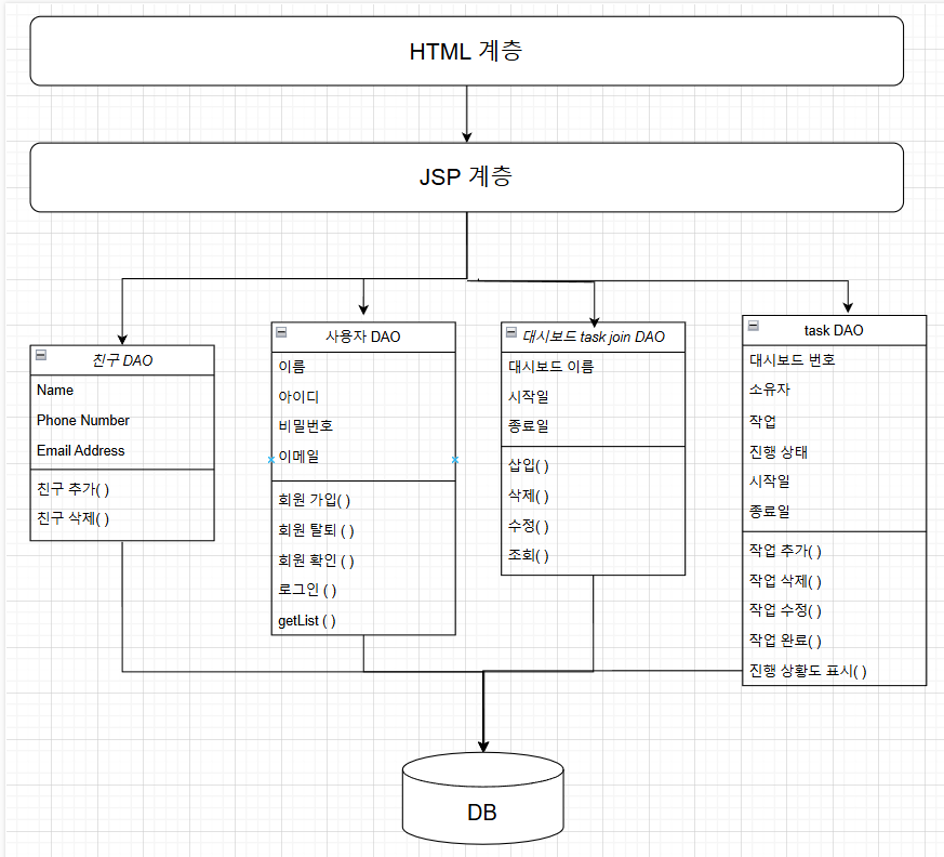 HTML 계층
JSP 계층
친구 DAO
Name
Phone Number
Email Address
친구 추가( )
친구 삭제( )
사용자 DAO
이름
아이디
비밀번호
이메일
회원 가입( )
회원 탈퇴 ( )
회원 확인 ( )
로그인 ( )
getList ( )
대시보드 task join DAO
대시보드 이름
시작일
종료일
삽입( )
삭제( )
수정( )
조회( )
task DAO
대시보드 번호
소유자
작업
진행 상태
시작일
종료일
작업 추가( )
작업 삭제( )
작업 수정( )
작업 완료( )
진행 상황도 표시( )
DB